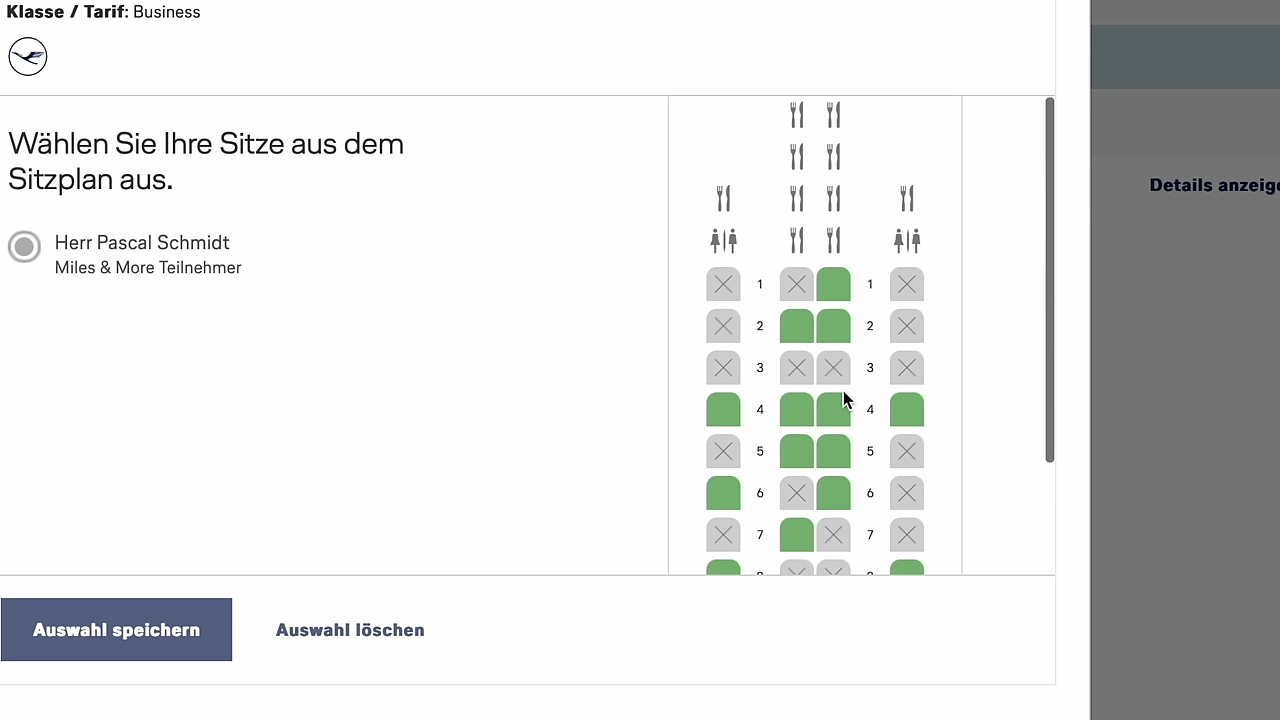 Klasse / Tarif: Business
Wählen Sie Ihre Sitze aus dem
Sitzplan aus.
Herr Pascal Schmidt
Miles & More Teilnehmer
1 1
2 2
3 3
4 4
5 5
6 6
7 7
Auswahl speichern
Auswahl löschen
Details anzeige